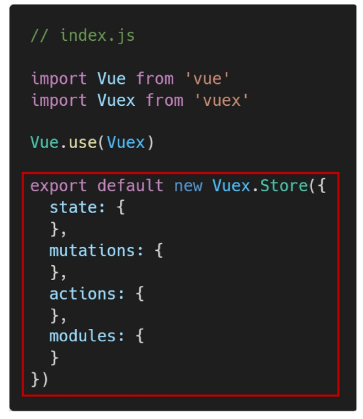 // index.js
import Vue from 'vue'
import Vuex from 'vuex'
Vue.use(Vuex)
export default new Vuex.Store({
  state: {
  },
  mutations: {
  },
  actions: {
  },
  modules: {
  }
})